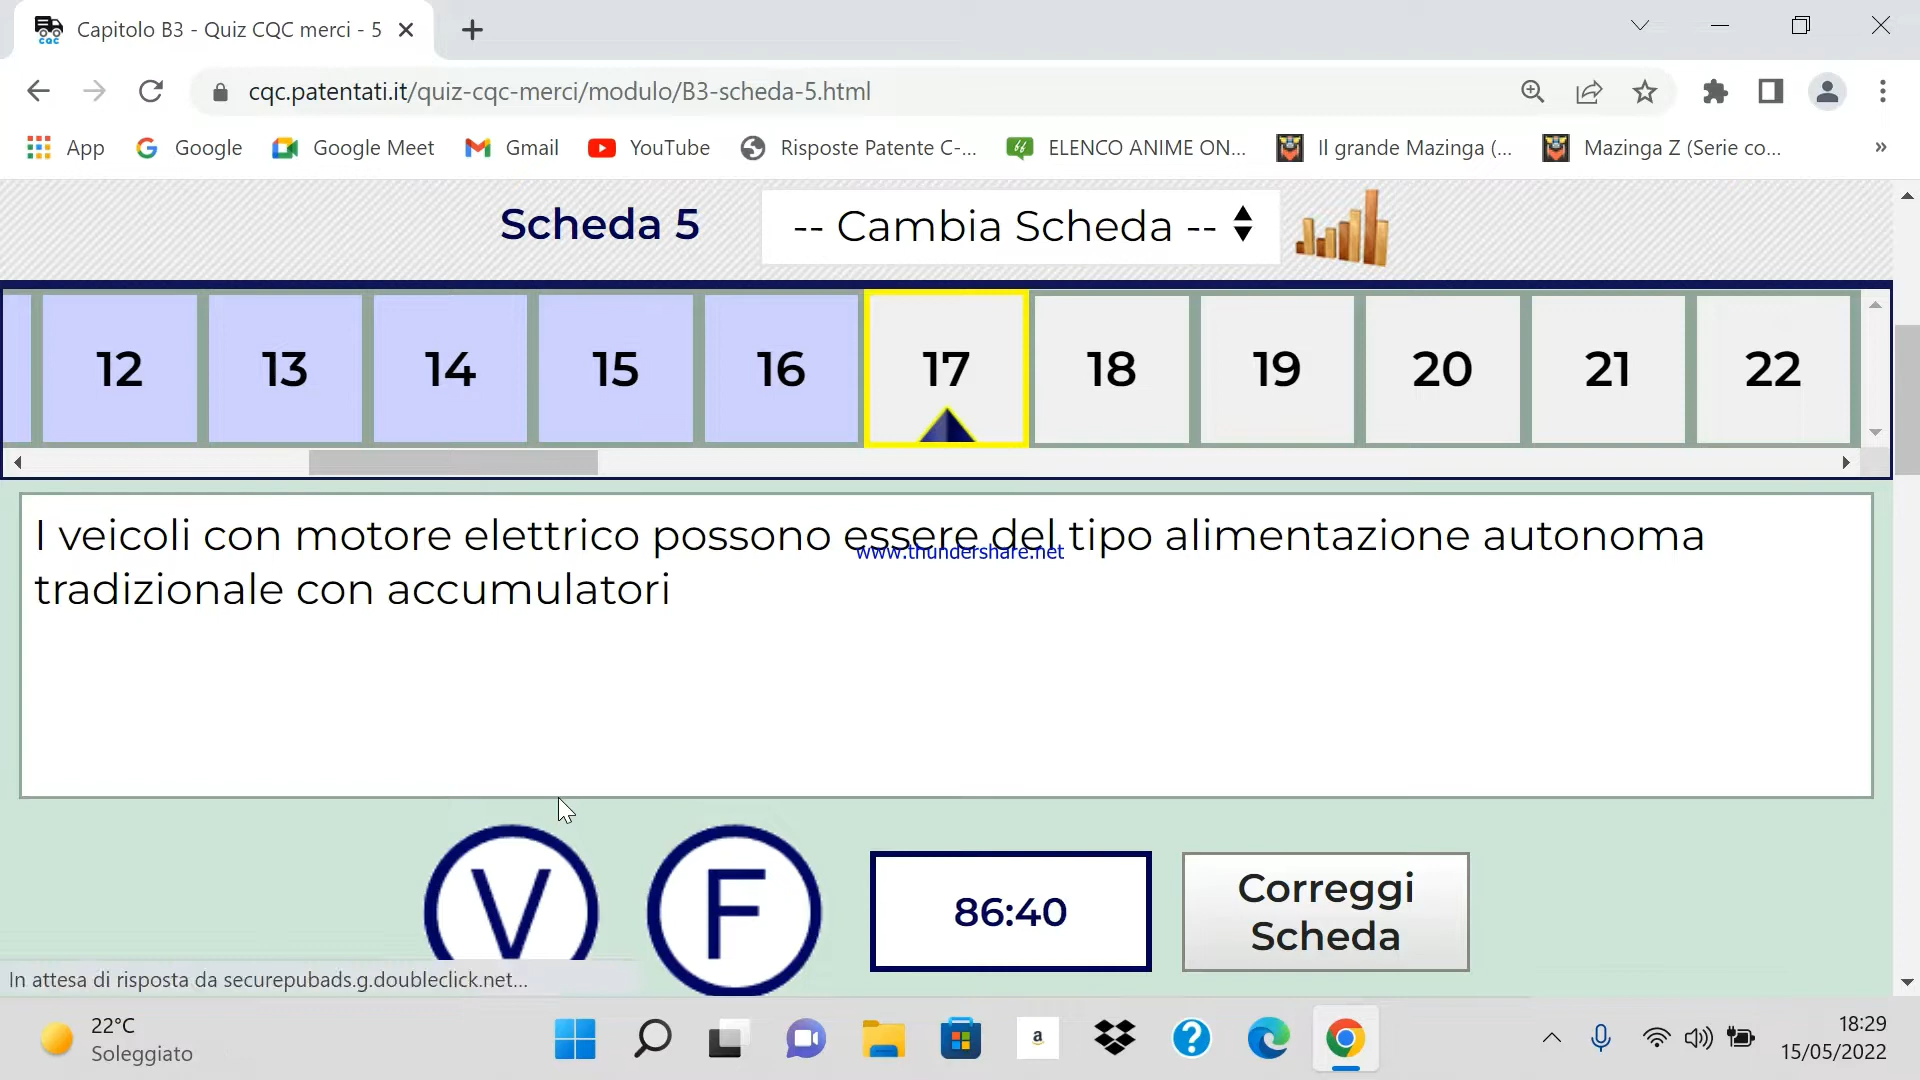 Capitolo B3 - Quiz CQC merci - 5
cqc.patentati.it/quiz-cqc-merci/modulo/B3-scheda-5.html
App Google Google Meet Gmail YouTube Risposte Patente C-... ELENCO ANIME ON... Il grande Mazinga (... Mazinga Z (Serie co... »
Scheda 5 -- Cambia Scheda --
12 13 14 15 16 17 18 19 20 21 22
I veicoli con motore elettrico possono essere del tipo alimentazione autonoma
www.thundershare.net
tradizionale con accumulatori
V F 86:40 Correggi
Scheda
In attesa di risposta da securepubads.g.doubleclick.net...
22°C
Soleggiato
18:29
15/05/2022